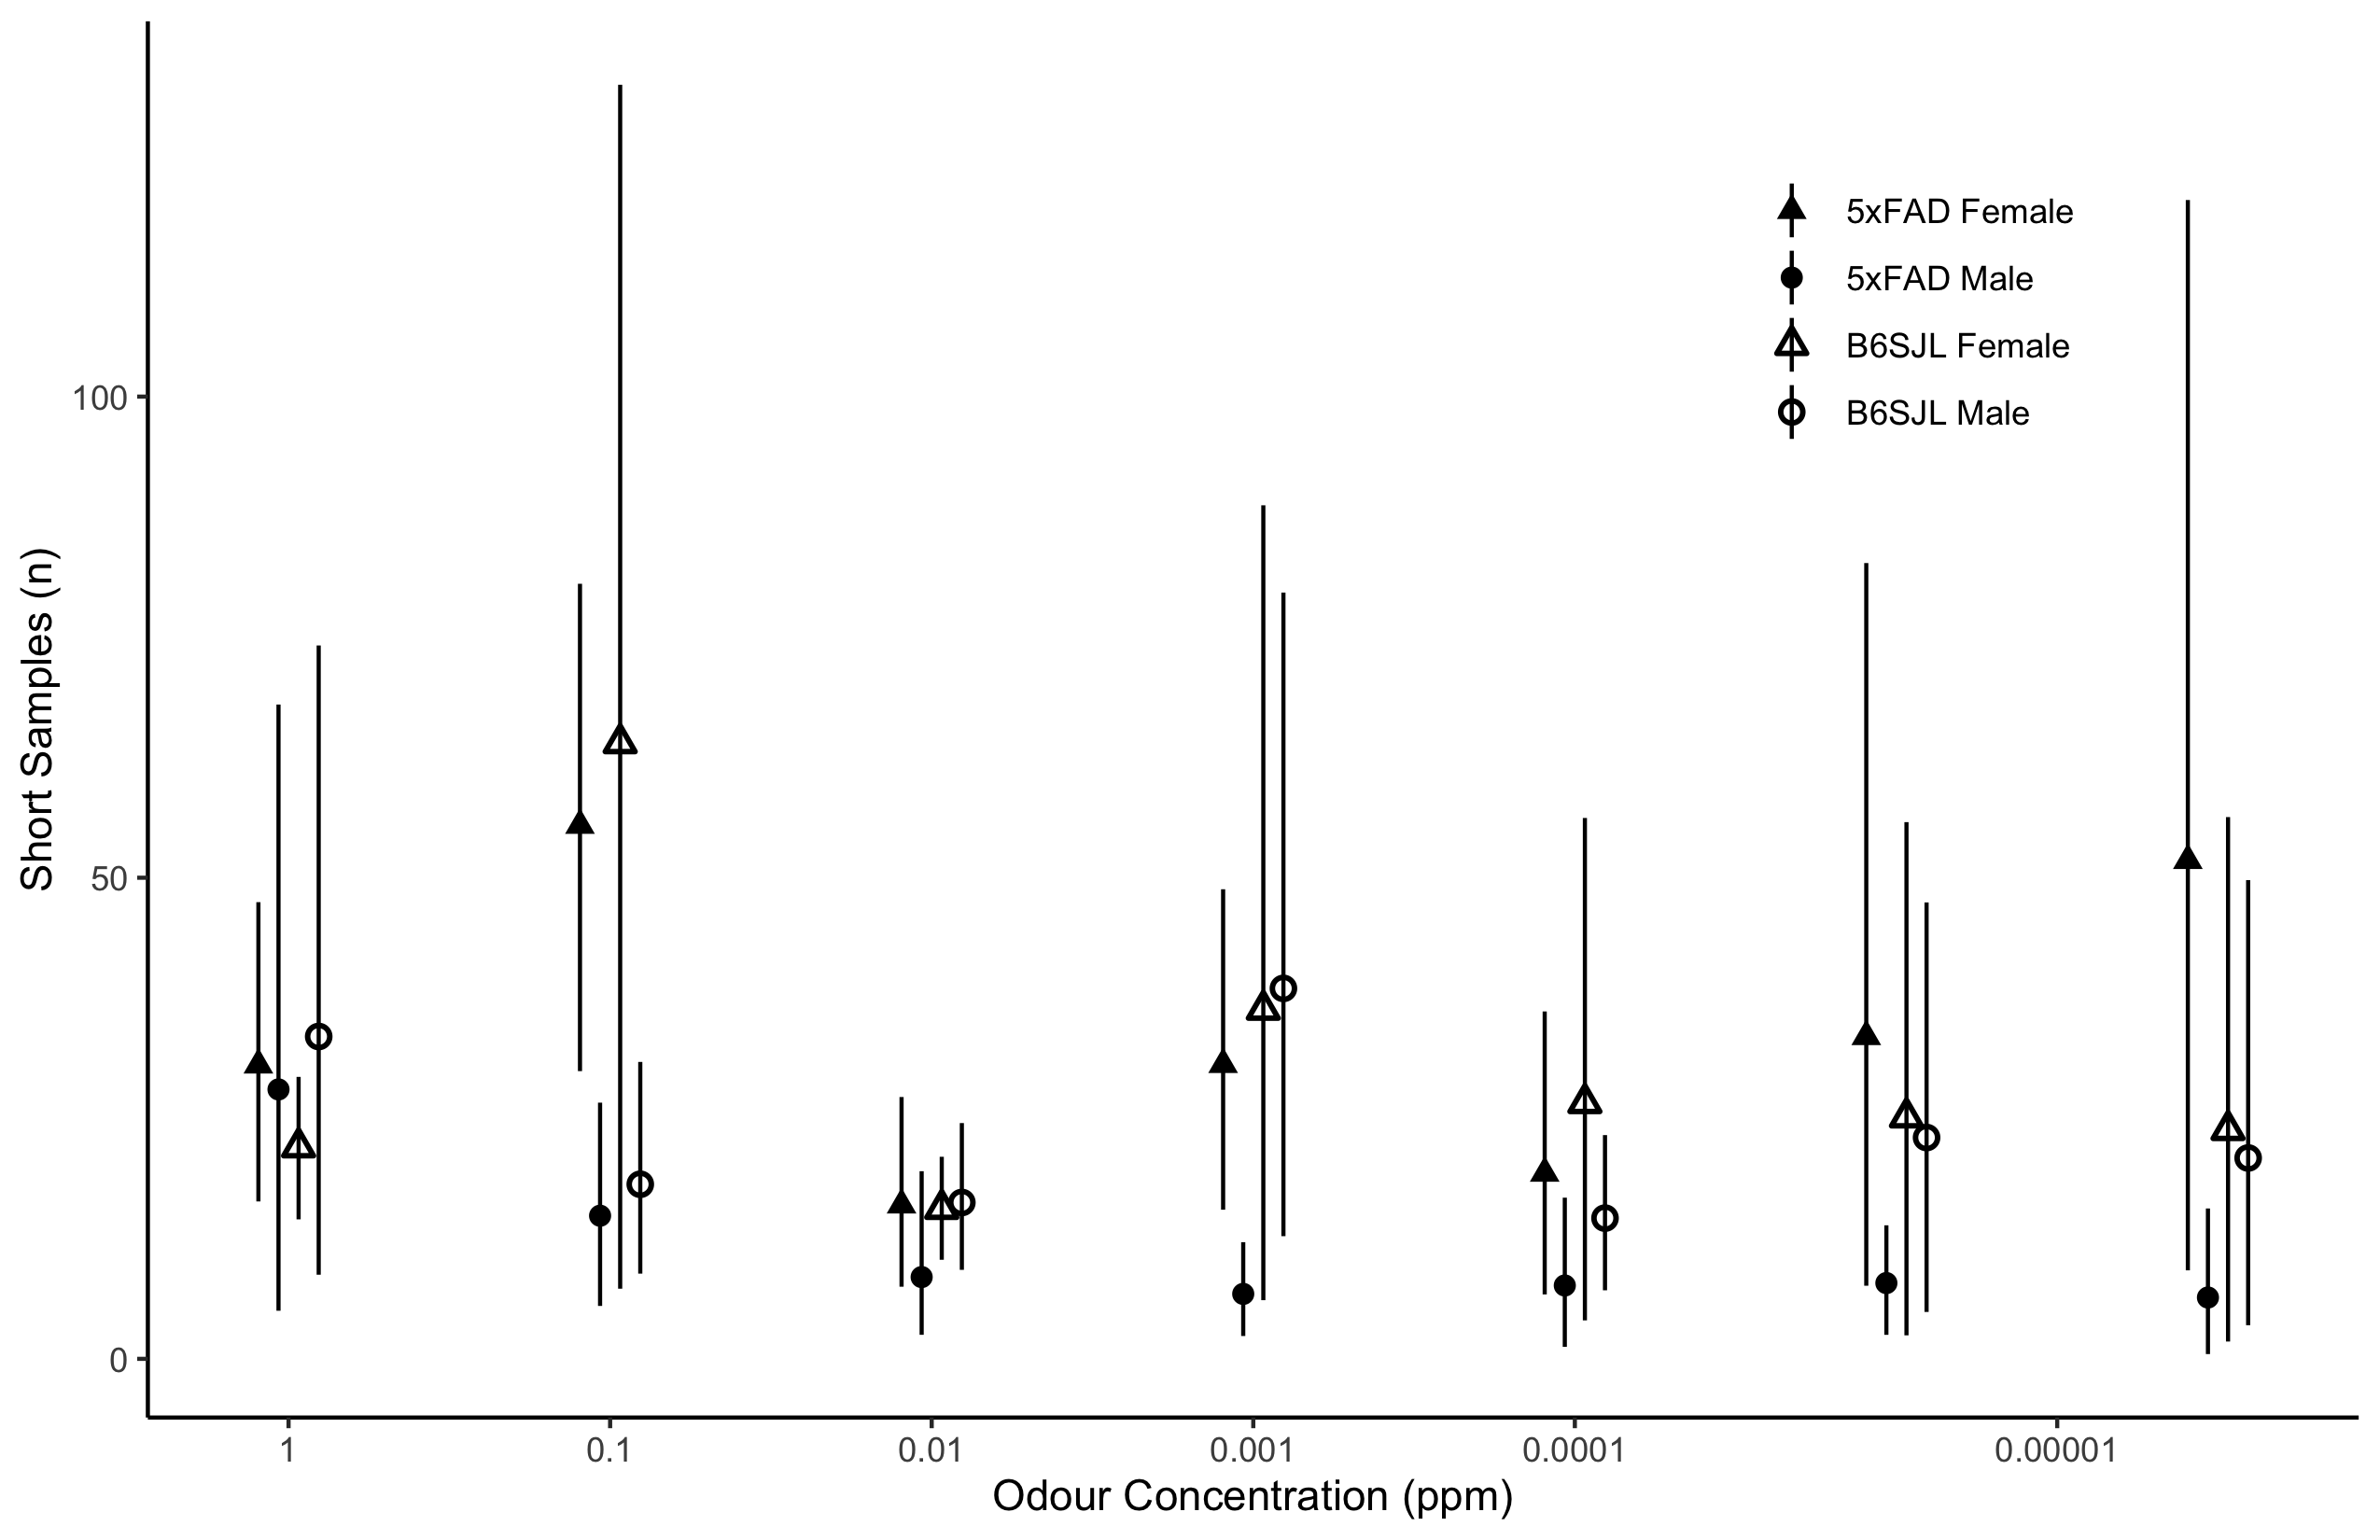 5xFAD Female
5xFAD Male
B6SJL Female
B6SJL Male
100
50
0
Short Samples (n)
1 0.1 0.01 0.001 0.0001 0.00001
Odour Concentration (ppm)